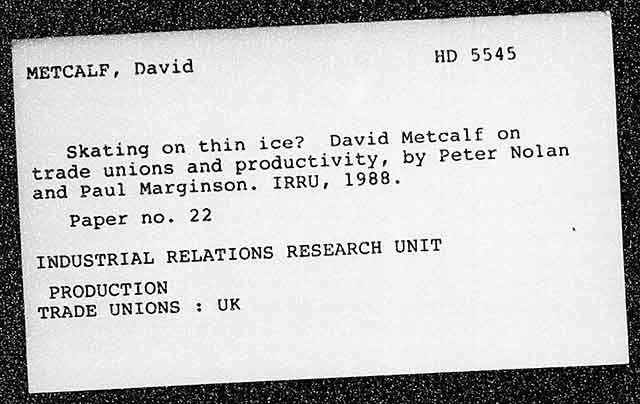 METCALF, David HD 5545
Skating on thin ice? David Metcalf on
trade unions and productivity, by Peter Nolan
and Paul Marginson. IRRU, 1988.
Paper no. 22
INDUSTRIAL RELATIONS RESEARCH UNIT
PRODUCTION
TRADE UNIONS : UK